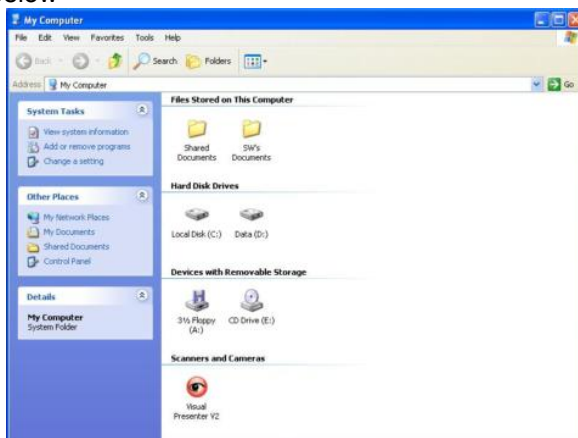 My Computer
File Edit View Favorites Tools Help
Back Search Folders
Address My Computer Go
System Tasks
View system information
Add or remove programs
Change a setting
Other Places
My Network Places
My Documents
Shared Documents
Control Panel
Details
My Computer
System Folder
Files Stored on This Computer
Shared Documents
SW's Documents
Hard Disk Drives
Local Disk (C:) Data (D:)
Devices with Removable Storage
3½ Floppy (A:)
CD Drive (E:)
Scanners and Cameras
Visual
Presenter V2